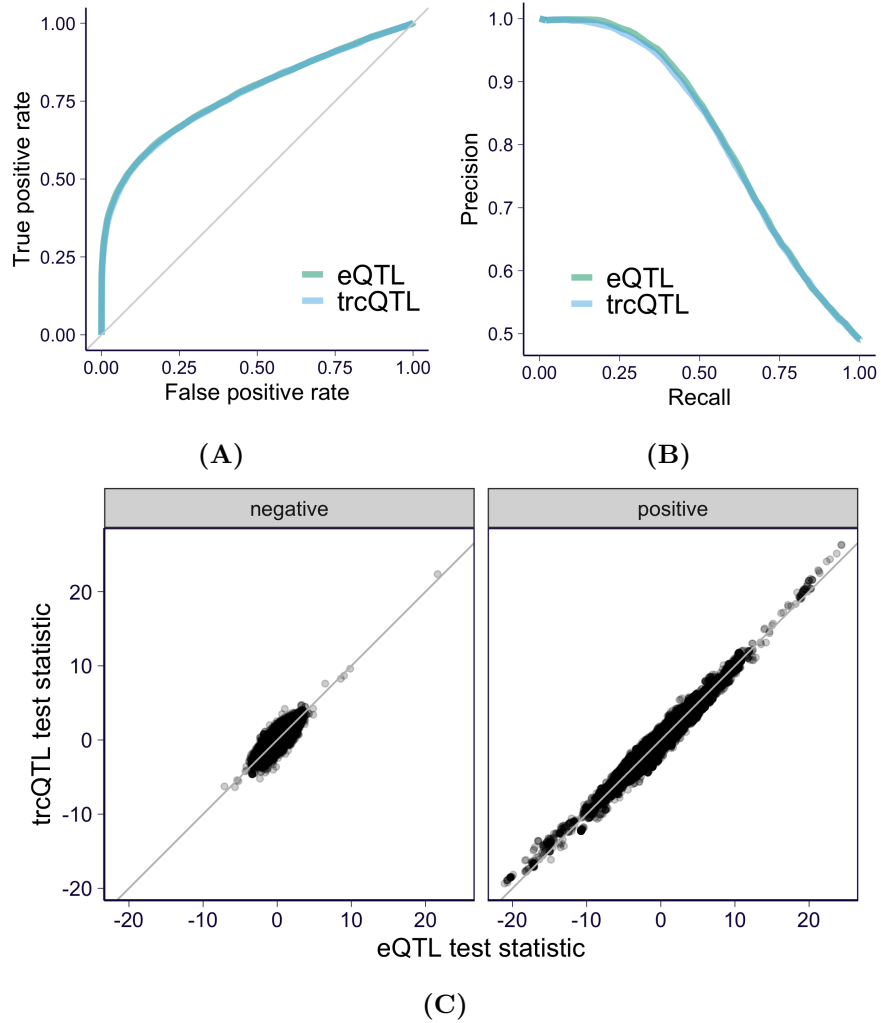 1.00
0.75
0.50
0.25
0.00
True positive rate
eQTL
trcQTL
0.00 0.25 0.50 0.75 1.00
False positive rate
(A)
1.0
0.9
0.8
0.7
0.6
0.5
Precision
eQTL
trcQTL
0.00 0.25 0.50 0.75 1.00
Recall
(B)
negative
positive
20
10
0
-10
-20
trcQTL test statistic
-20 -10 0 10 20
-20 -10 0 10 20
eQTL test statistic
(C)